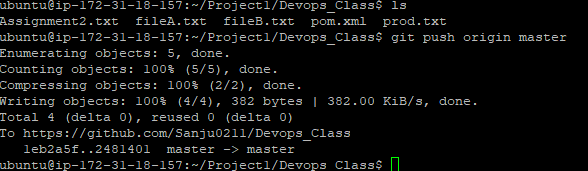 ubuntu@ip-172-31-18-157:~/Project1/Devops_Class$ ls
Assignment2.txt  fileA.txt  fileB.txt  pom.xml  prod.txt
ubuntu@ip-172-31-18-157:~/Project1/Devops_Class$ git push origin master
Enumerating objects: 5, done.
Counting objects: 100% (5/5), done.
Compressing objects: 100% (2/2), done.
Writing objects: 100% (4/4), 382 bytes | 382.00 KiB/s, done.
Total 4 (delta 0), reused 0 (delta 0)
To https://github.com/Sanju0211/Devops_Class
   1eb2a5f..2481401  master -> master
ubuntu@ip-172-31-18-157:~/Project1/Devops_Class$